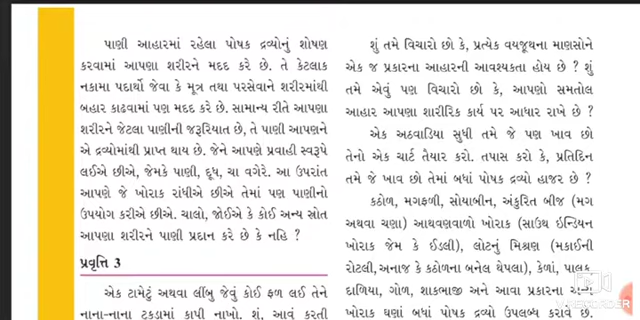 પાણી આહારમાં રહેલા પોષક દ્રવ્યોનું શોષણ
કરવામાં આપણા શરીરને મદદ કરે છે. તે કેટલાક
નકામા પદાર્થો જેવા કે મૂત્ર તથા પરસેવાને શરીરમાંથી
બહાર કાઢવામાં પણ મદદ કરે છે. સામાન્ય રીતે આપણા
શરીરને જેટલા પાણીની જરૂરિયાત છે, તે પાણી આપણને
એ દ્રવ્યોમાંથી પ્રાપ્ત થાય છે. જેને આપણે પ્રવાહી સ્વરૂપે
લઈએ છીએ, જેમકે પાણી, દૂધ, ચા વગેરે. આ ઉપરાંત
આપણે જે ખોરાક રાંધીએ છીએ તેમાં પણ પાણીનો
ઉપયોગ કરીએ છીએ. ચાલો, જોઈએ કે કોઈ અન્ય સ્રોત
આપણા શરીરને પાણી પ્રદાન કરે છે કે નહિ ?
પ્રવૃત્તિ 3
એક ટામેટું અથવા લીંબુ જેવું કોઈ ફળ લઈ તેને
નાના-નાના ટુકડામાં કાપી નાખો. શું, આવું કરતી
શું તમે વિચારો છો કે, પ્રત્યેક વયજૂથના માણસોને
એક જ પ્રકારના આહારની આવશ્યકતા હોય છે ? શું
તમે એવું પણ વિચારો છો કે, આપણો સમતોલ
આહાર આપણા શારીરિક કાર્ય પર આધાર રાખે છે ?
એક અઠવાડિયા સુધી તમે જે પણ ખાવ છો
તેનો એક ચાર્ટ તૈયાર કરો. તપાસ કરો કે, પ્રતિદિન
તમે જે ખાવ છો તેમાં બધાં પોષક દ્રવ્યો હાજર છે ?
કઠોળ, મગફળી, સોયાબીન, અંકુરિત બીજ (મગ
અથવા ચણા) આથવણવાળો ખોરાક (સાઉથ ઇન્ડિયન
ખોરાક જેમ કે ઈડલી), લોટનું મિશ્રણ (મકાઈની
રોટલી, અનાજ કે કઠોળના બનેલ થેપલા), કેળાં, પાલક,
દાળિયા, ગોળ, શાકભાજી અને આવા પ્રકારના
ખોરાક ઘણાં બધાં પોષક દ્રવ્યો ઉપલબ્ધ કરાવે છે.